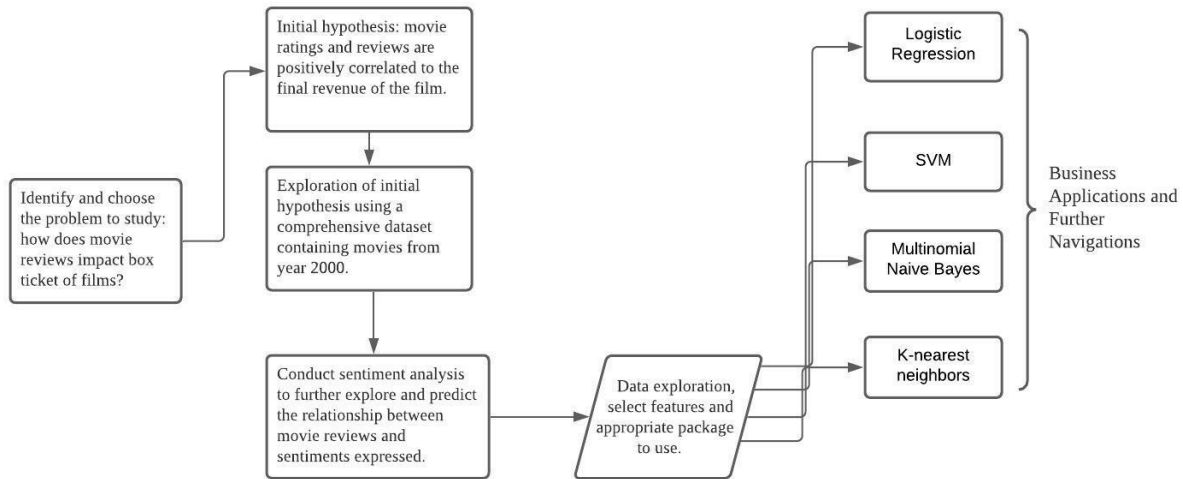 Identify and choose
the problem to study:
how does movie
reviews impact box
ticket of films?
Initial hypothesis: movie
ratings and reviews are
positively correlated to the
final revenue of the film.
Exploration of initial
hypothesis using a
comprehensive dataset
containing movies from
year 2000.
Conduct sentiment analysis
to further explore and predict
the relationship between
movie reviews and
sentiments expressed.
Data exploration,
select features and
appropriate package
to use.
Logistic
Regression
SVM
Multinomial
Naive Bayes
K-nearest
neighbors
Business
Applications and
Further
Navigations